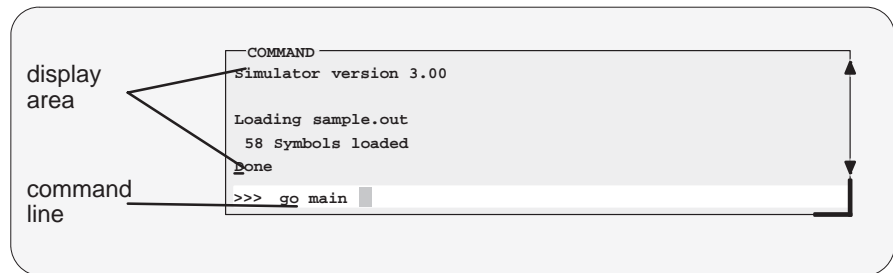 COMMAND
Simulator version 3.00
display
area
Loading sample.out
58 Symbols loaded
Done
command
line
>>> go main